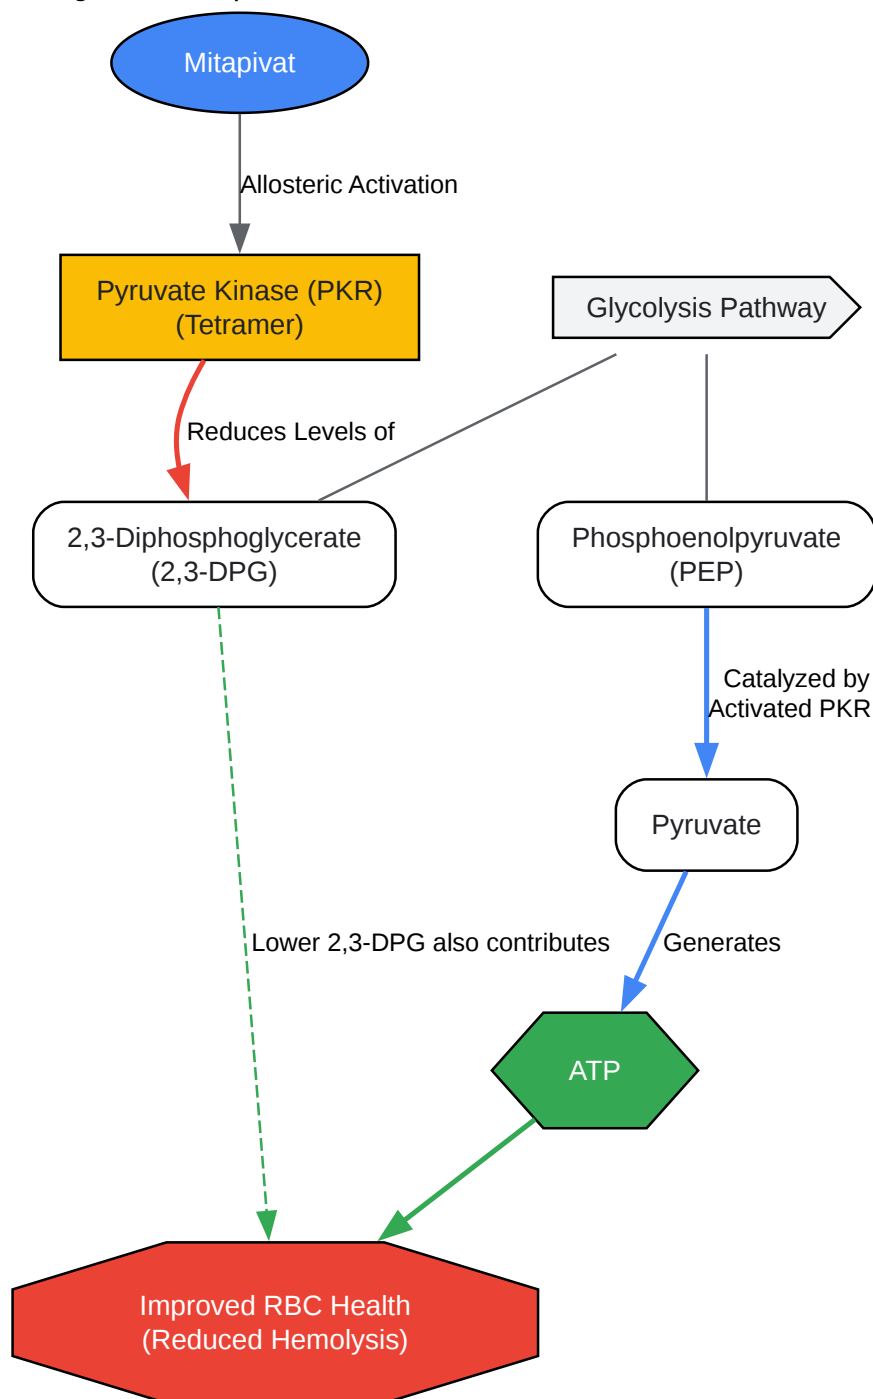 Mitapivat
Allosteric Activation
Pyruvate Kinase (PKR)
(Tetramer)
Glycolysis Pathway
Reduces Levels of
2,3-Diphosphoglycerate
(2,3-DPG)
Phosphoenolpyruvate
(PEP)
Catalyzed by
Activated PKR
Pyruvate
Lower 2,3-DPG also contributes
Generates
ATP
Improved RBC Health
(Reduced Hemolysis)